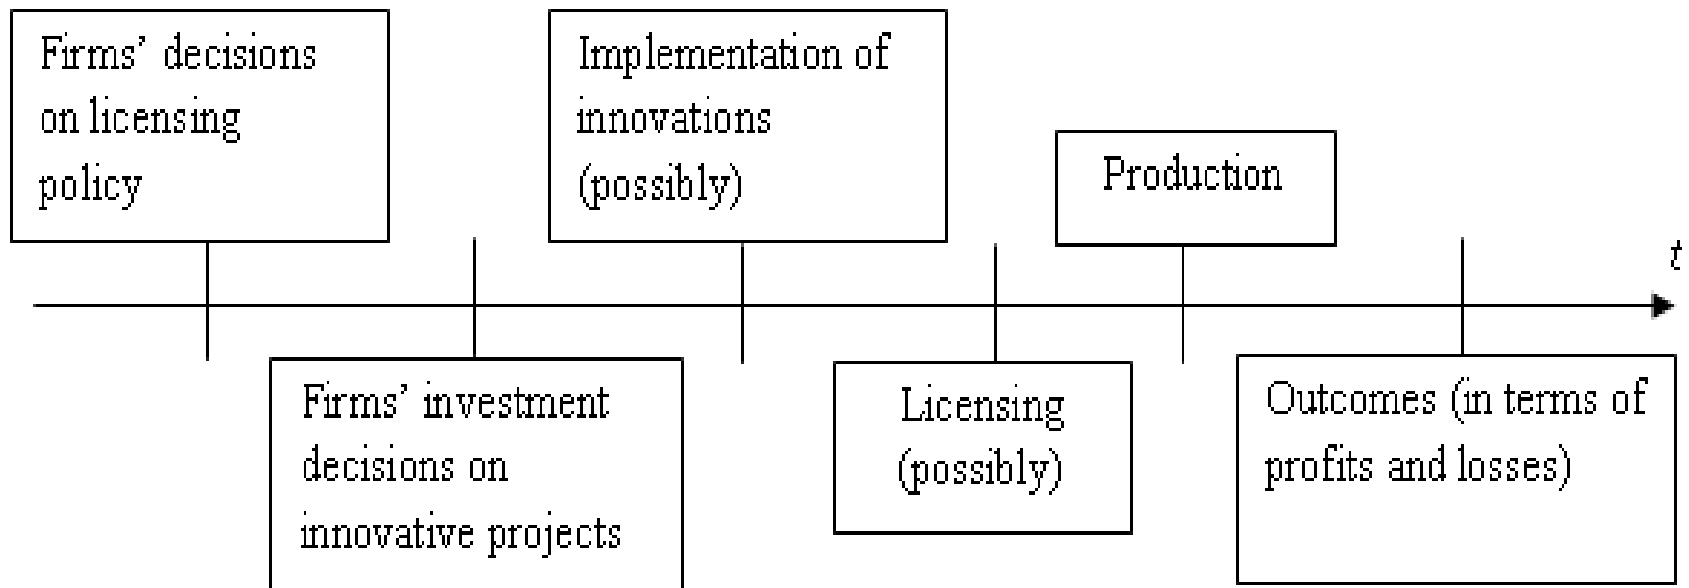 Firms’ decisions
on licensing
policy
Implementation of
innovations
(possibly)
Production
t
Firms’ investment
decisions on
innovative projects
Licensing
(possibly)
Outcomes (in terms of
profits and losses)